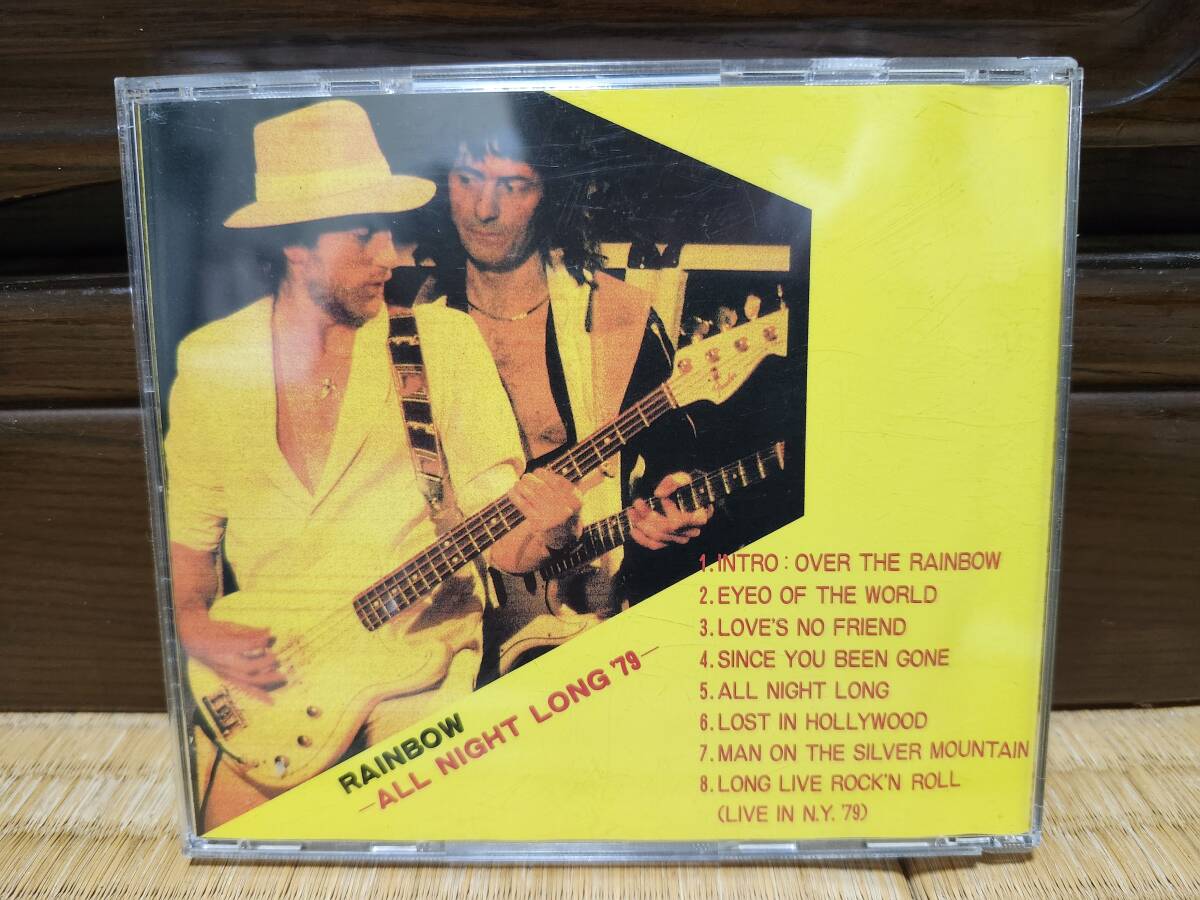 1.INTRO : OVER THE RAINBOW
2.EYEO OF THE WORLD
3.LOVE'S NO FRIEND
4.SINCE YOU BEEN GONE
5.ALL NIGHT LONG
6.LOST IN HOLLYWOOD
7.MAN ON THE SILVER MOUNTAIN
8.LONG LIVE ROCK'N ROLL
(LIVE IN N.Y. '79)
RAINBOW
—ALL NIGHT LONG '79—